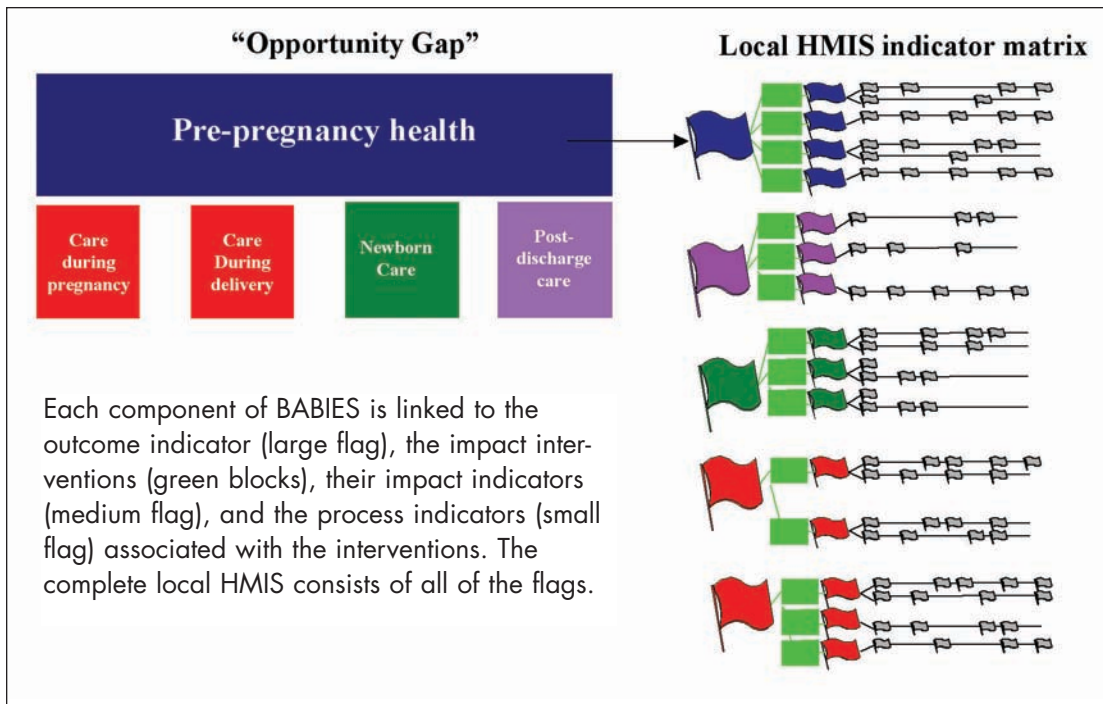 “Opportunity Gap”
Local HMIS indicator matrix
Pre-pregnancy health
Care
during
pregnancy
Care
During
delivery
Newborn
Care
Post-
discharge
care
Each component of BABIES is linked to the
outcome indicator (large flag), the impact inter-
ventions (green blocks), their impact indicators
(medium flag), and the process indicators (small
flag) associated with the interventions. The
complete local HMIS consists of all of the flags.